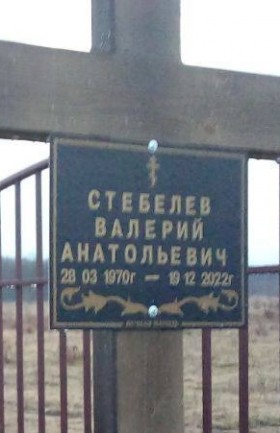 СТЕБЕЛЕВ
ВАЛЕРИЙ
АНАТОЛЬЕВИЧ
28 03 1970г — 19 12 2022г